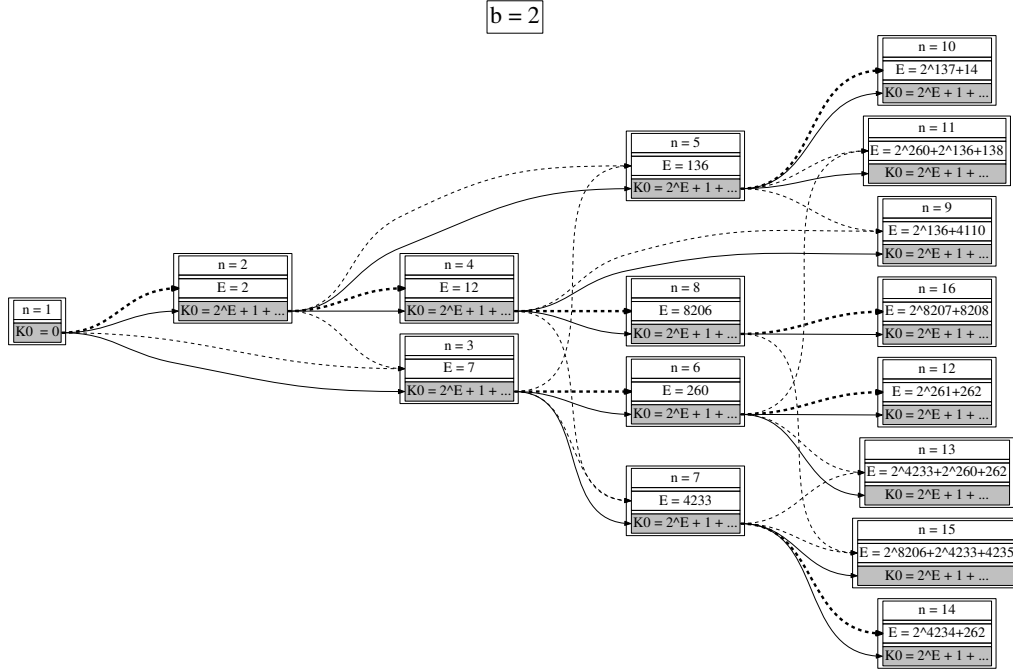 b = 2
n = 1
K0 = 0
n = 2
E = 2
K0 = 2^E + 1 + ...
n = 4
E = 12
K0 = 2^E + 1 + ...
n = 3
E = 7
K0 = 2^E + 1 + ...
n = 5
E = 136
K0 = 2^E + 1 + ...
n = 8
E = 8206
K0 = 2^E + 1 + ...
n = 6
E = 260
K0 = 2^E + 1 + ...
n = 7
E = 4233
K0 = 2^E + 1 + ...
n = 10
E = 2^137+14
K0 = 2^E + 1 + ...
n = 11
E = 2^260+2^136+138
K0 = 2^E + 1 + ...
n = 9
E = 2^136+4110
K0 = 2^E + 1 + ...
n = 16
E = 2^8207+8208
K0 = 2^E + 1 + ...
n = 12
E = 2^261+262
K0 = 2^E + 1 + ...
n = 13
E = 2^4233+2^260+262
K0 = 2^E + 1 + ...
n = 15
E = 2^8206+2^4233+4235
K0 = 2^E + 1 + ...
n = 14
E = 2^4234+262
K0 = 2^E + 1 + ...